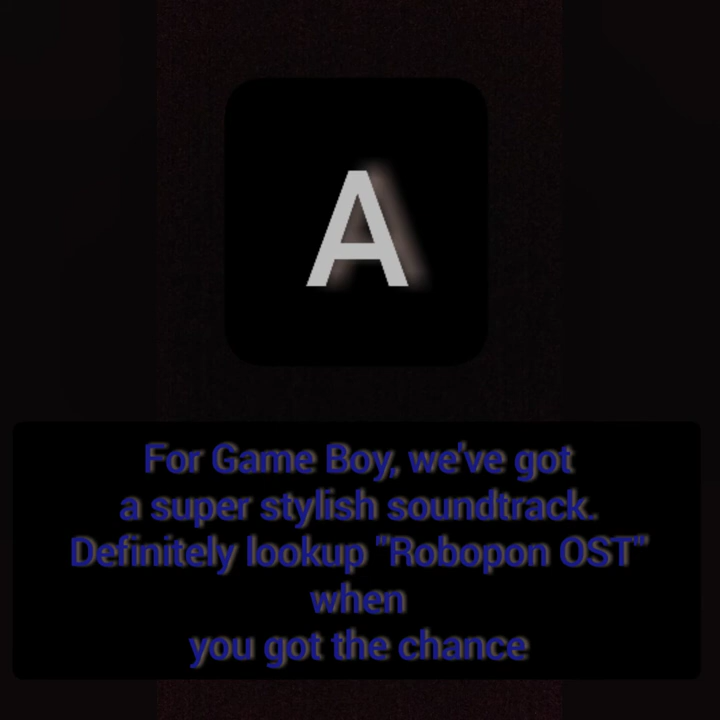 A
For Game Boy, we've got
a super stylish soundtrack.
Definitely lookup "Robopon OST"
when
you got the chance